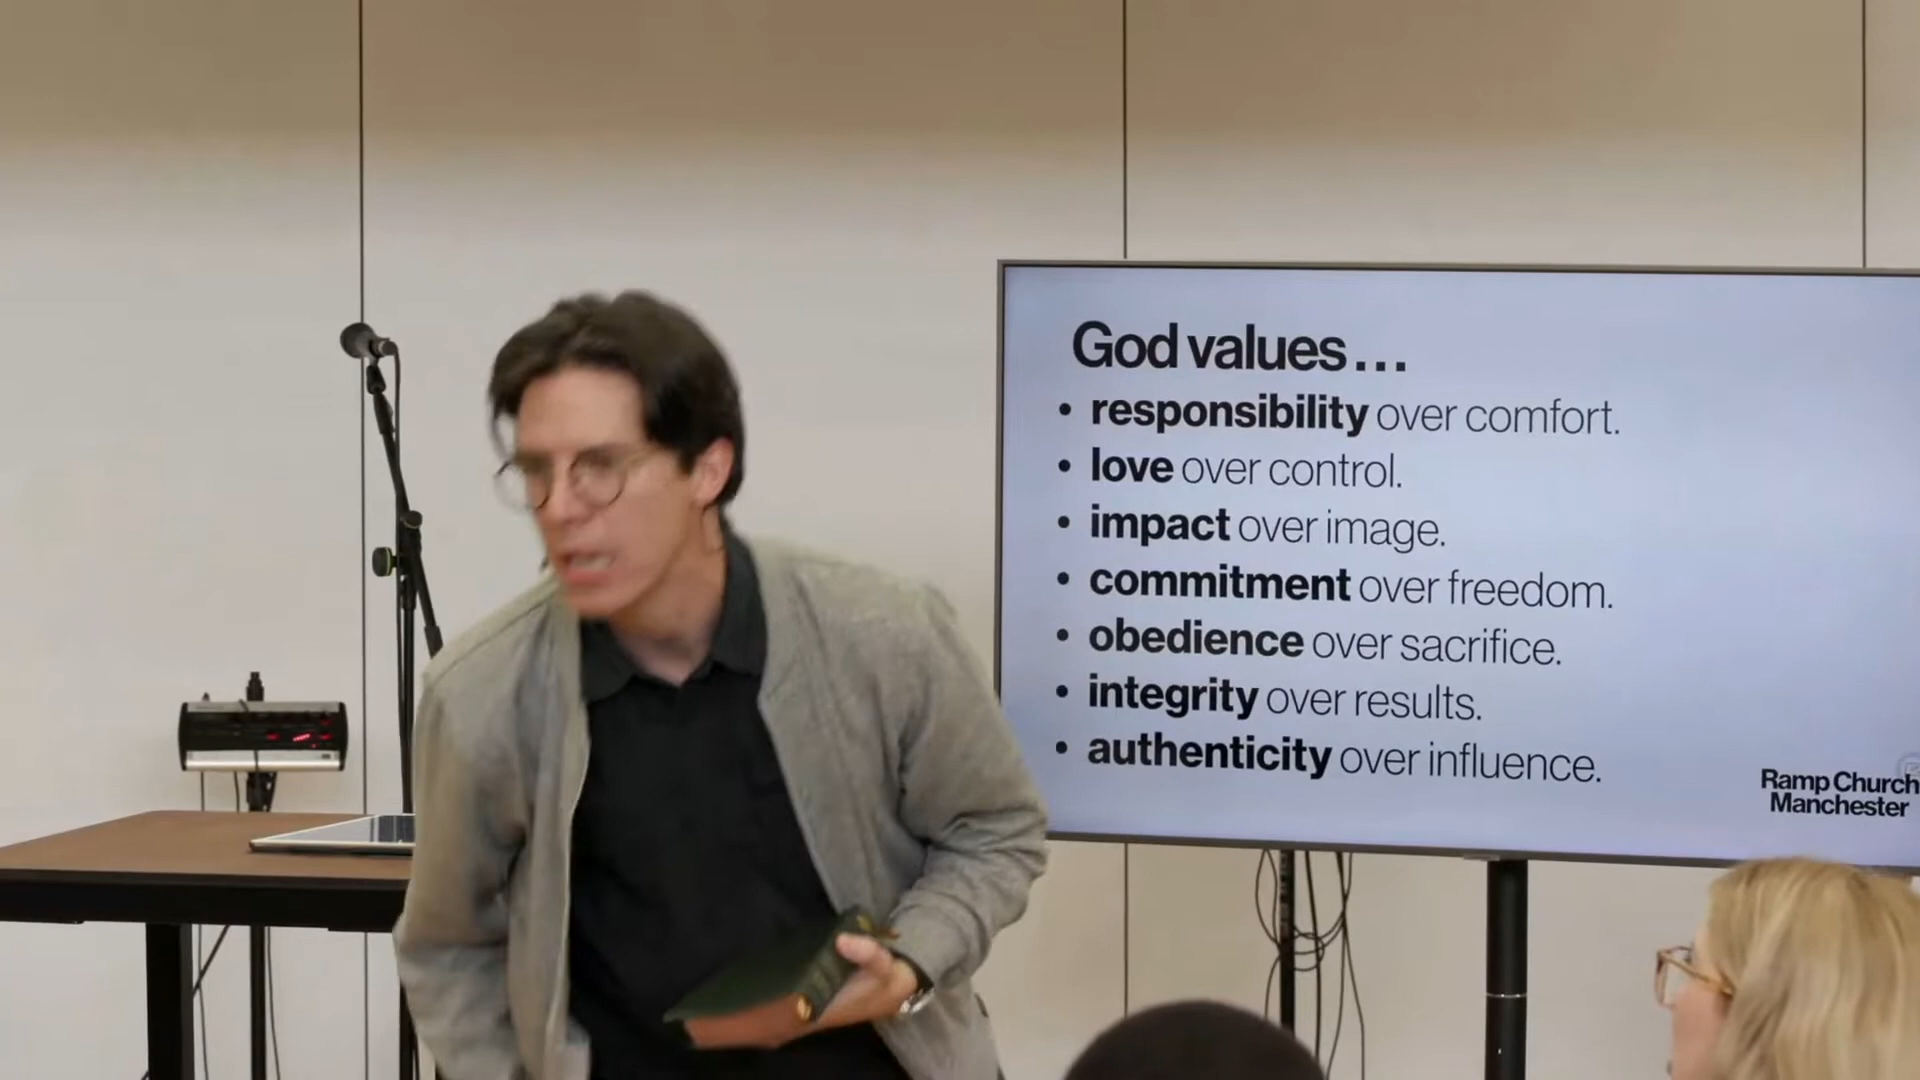 God values...
• responsibility over comfort.
• love over control.
• impact over image.
• commitment over freedom.
• obedience over sacrifice.
• integrity over results.
• authenticity over influence.
Ramp Church
Manchester